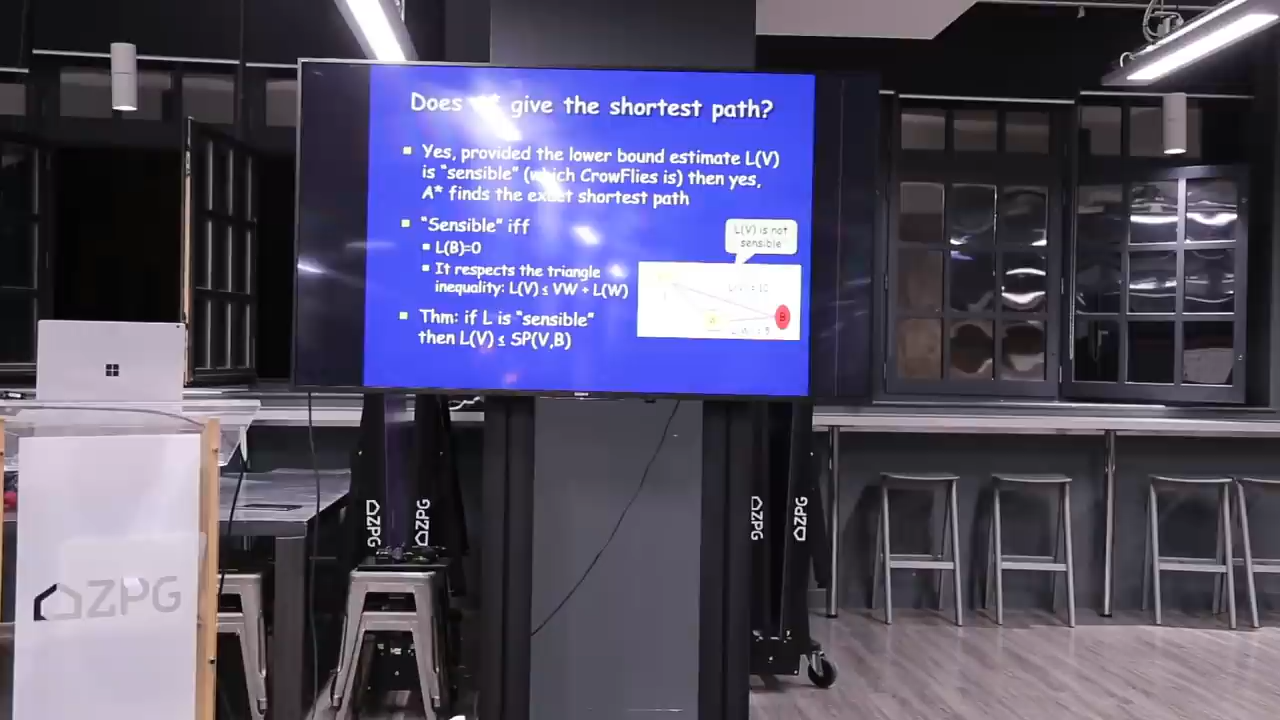 Does give the shortest path?
Yes, provided the lower bound estimate L(V)
is "sensible" (which CrowFlies is) then yes,
A* finds the exact shortest path
"Sensible" iff
L(B)=0
It respects the triangle
inequality: L(V) ≤ VW + L(W)
Thm: if L is "sensible"
then L(V) ≤ SP(V,B)
L(V) is not
sensible
W
B
ZPG
ZPG
ZPG
ZPG
ZPG